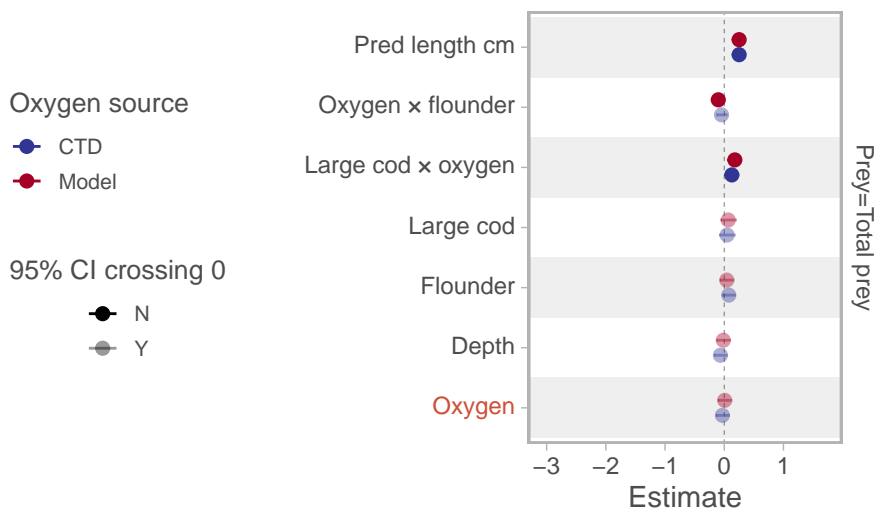 Oxygen source
CTD
Model
95% CI crossing 0
N
Y
Pred length cm
Oxygen × flounder
Large cod × oxygen
Large cod
Flounder
Depth
Oxygen
−3 −2 −1 0 1
Estimate
Prey=Total prey